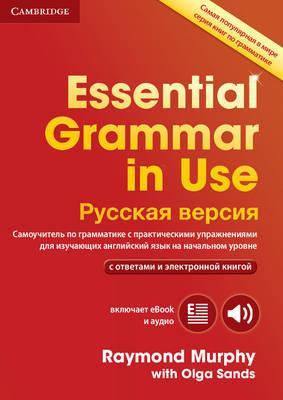 CAMBRIDGE
Самая популярная в мире
серия книг по грамматике
Essential
Grammar
in Use
Русская версия
Самоучитель по грамматике с практическими упражнениями
для изучающих английский язык на начальном уровне
с ответами и электронной книгой
включает eBook
и аудио
E
Raymond Murphy
with Olga Sands